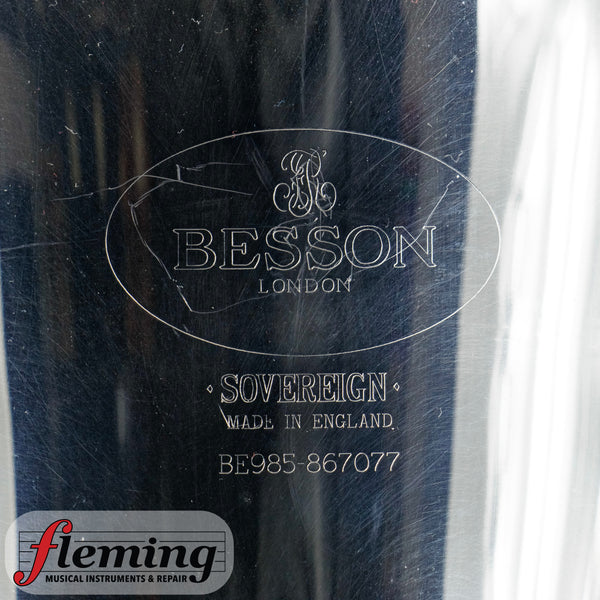 BESSON
LONDON
· SOVEREIGN ·
MADE IN ENGLAND
BE985-867077
fleming
MUSICAL INSTRUMENTS & REPAIR